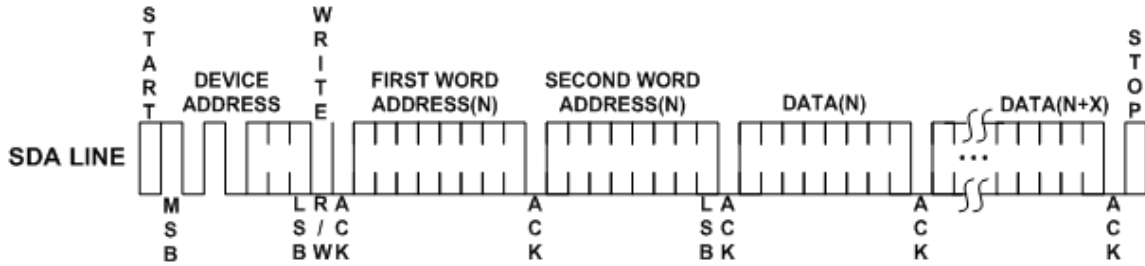 START
WRITE
STOP
DEVICE
ADDRESS
FIRST WORD
ADDRESS(N)
SECOND WORD
ADDRESS(N)
DATA(N)
DATA(N+X)
SDA LINE
...
MSB
LSB
R/W
ACK
ACK
LSB
ACK
ACK
ACK